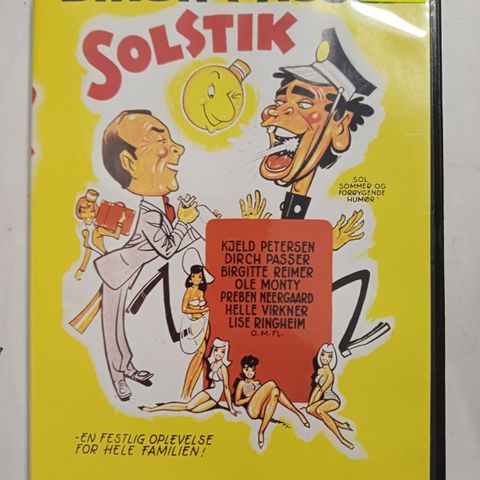 SOLSTIK
SOL
SOMMER OG
FORRYGENDE
HUMØR
KJELD PETERSEN
DIRCH PASSER
BIRGITTE REIMER
OLE MONTY
PREBEN NEERGAARD
HELLE VIRKNER
LISE RINGHEIM
O.M.FL.
-EN FESTLIG OPLEVELSE
FOR HELE FAMILIEN!